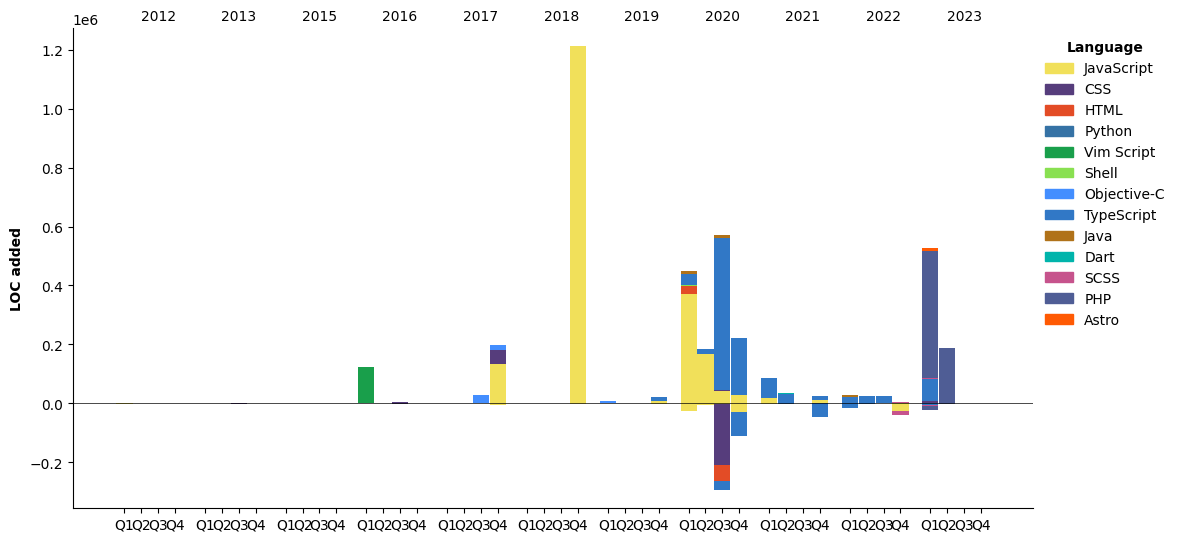 1e6
2012 2013 2015 2016 2017 2018 2019 2020 2021 2022 2023
1.2
1.0
0.8
0.6
0.4
0.2
0.0
−0.2
LOC added
Q1Q2Q3Q4 Q1Q2Q3Q4 Q1Q2Q3Q4 Q1Q2Q3Q4 Q1Q2Q3Q4 Q1Q2Q3Q4 Q1Q2Q3Q4 Q1Q2Q3Q4 Q1Q2Q3Q4 Q1Q2Q3Q4 Q1Q2Q3Q4
Language
JavaScript
CSS
HTML
Python
Vim Script
Shell
Objective-C
TypeScript
Java
Dart
SCSS
PHP
Astro